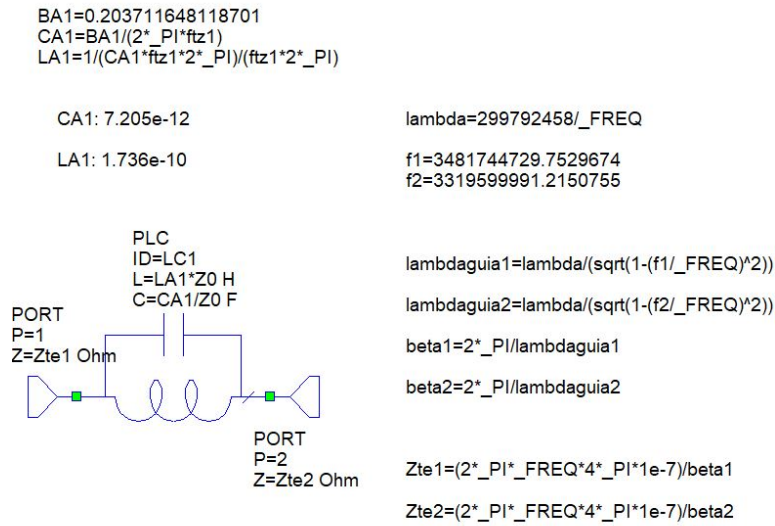 BA1=0.203711648118701
CA1=BA1/(2*_PI*ftz1)
LA1=1/(CA1*ftz1*2*_PI)/(ftz1*2*_PI)
CA1: 7.205e-12
LA1: 1.736e-10
lambda=299792458/_FREQ
f1=3481744729.7529674
f2=3319599991.2150755
lambdaguia1=lambda/(sqrt(1-(f1/_FREQ)^2))
lambdaguia2=lambda/(sqrt(1-(f2/_FREQ)^2))
beta1=2*_PI/lambdaguia1
beta2=2*_PI/lambdaguia2
Zte1=(2*_PI*_FREQ*4*_PI*1e-7)/beta1
Zte2=(2*_PI*_FREQ*4*_PI*1e-7)/beta2
PLC
ID=LC1
L=LA1*Z0 H
C=CA1/Z0 F
PORT
P=1
Z=Zte1 Ohm
PORT
P=2
Z=Zte2 Ohm